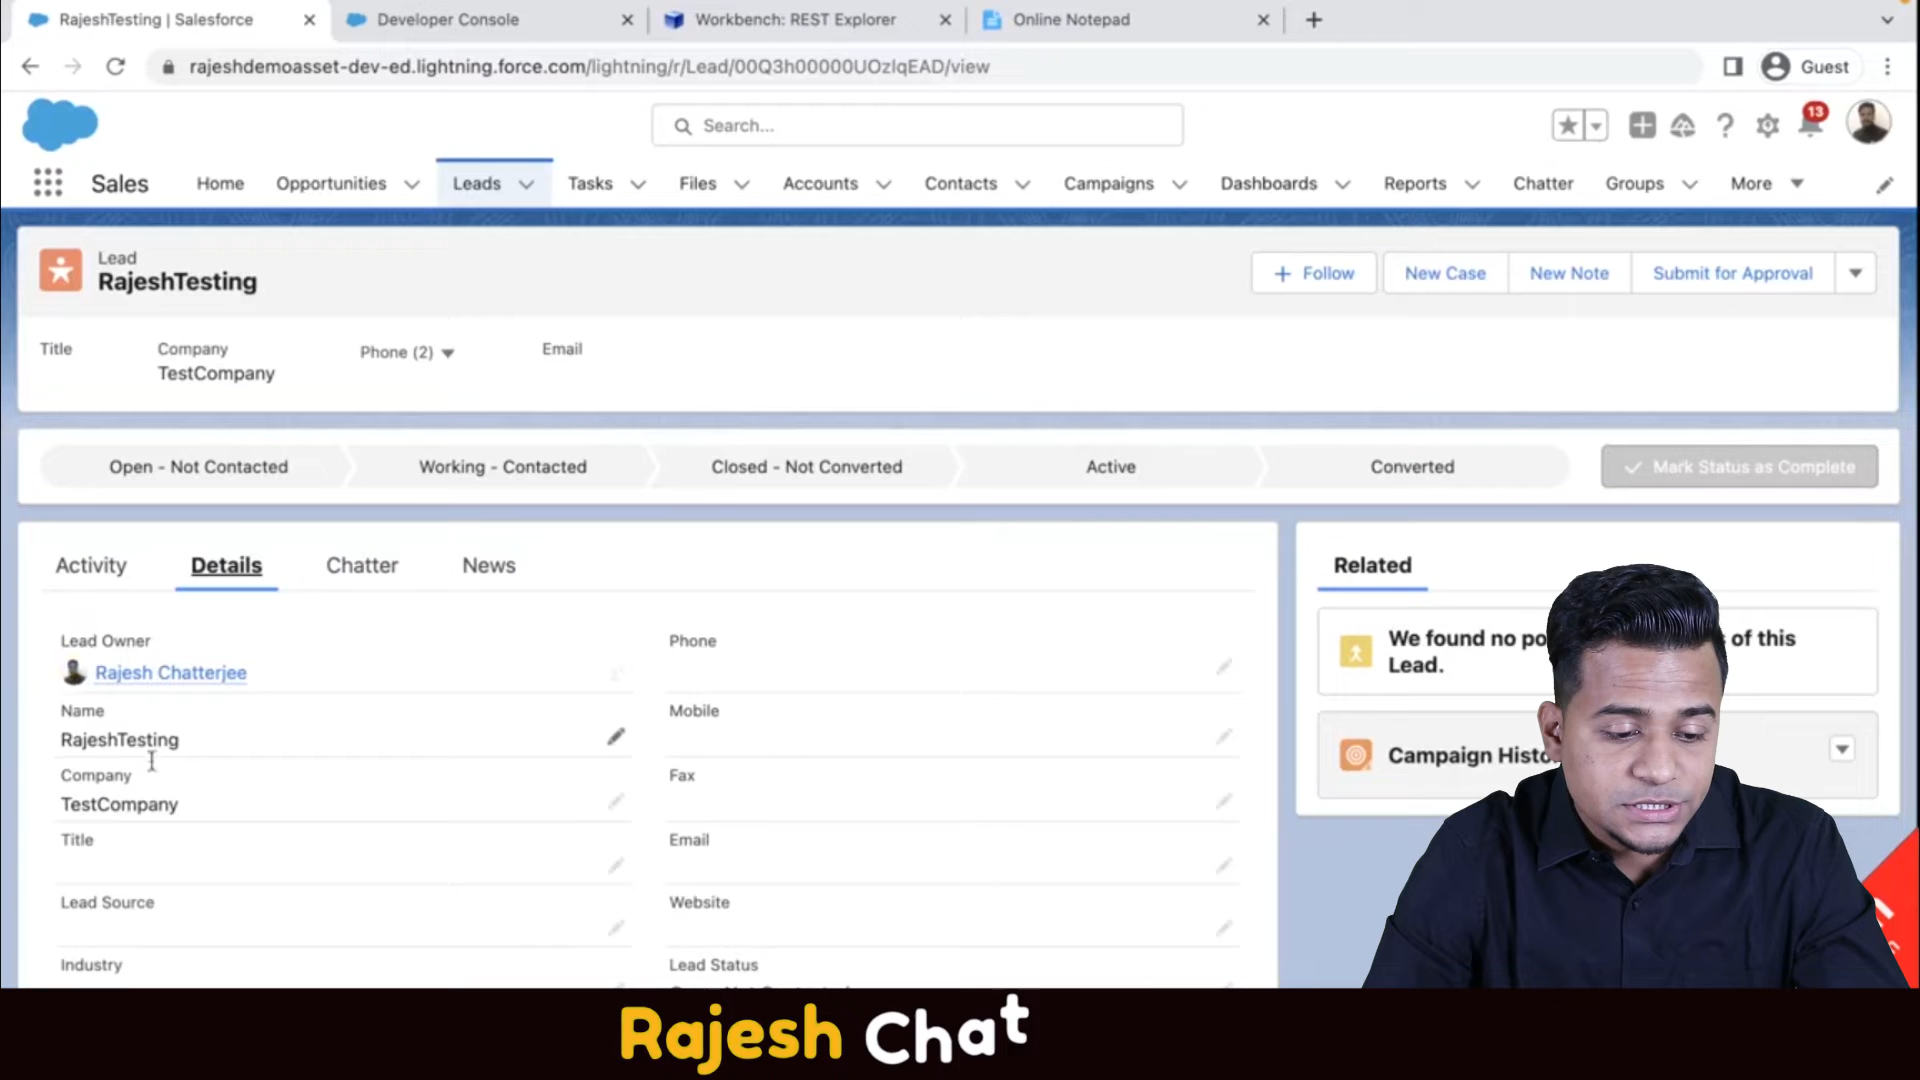 RajeshTesting | Salesforce
Developer Console
Workbench: REST Explorer
Online Notepad
rajeshdemoasset-dev-ed.lightning.force.com/lightning/r/Lead/00Q3h00000UOzIqEAD/view
Guest
Search...
13
Sales
Home
Opportunities
Leads
Tasks
Files
Accounts
Contacts
Campaigns
Dashboards
Reports
Chatter
Groups
More
Lead
RajeshTesting
Follow
New Case
New Note
Submit for Approval
Title
Company
Phone (2)
Email
TestCompany
Open - Not Contacted
Working - Contacted
Closed - Not Converted
Active
Converted
Mark Status as Complete
Activity
Details
Chatter
News
Related
Lead Owner
Rajesh Chatterjee
Phone
We found no po
of this
Lead.
Name
RajeshTesting
Mobile
Company
TestCompany
Fax
Campaign Histo
Title
Email
Lead Source
Website
Industry
Lead Status
Rajesh Chat